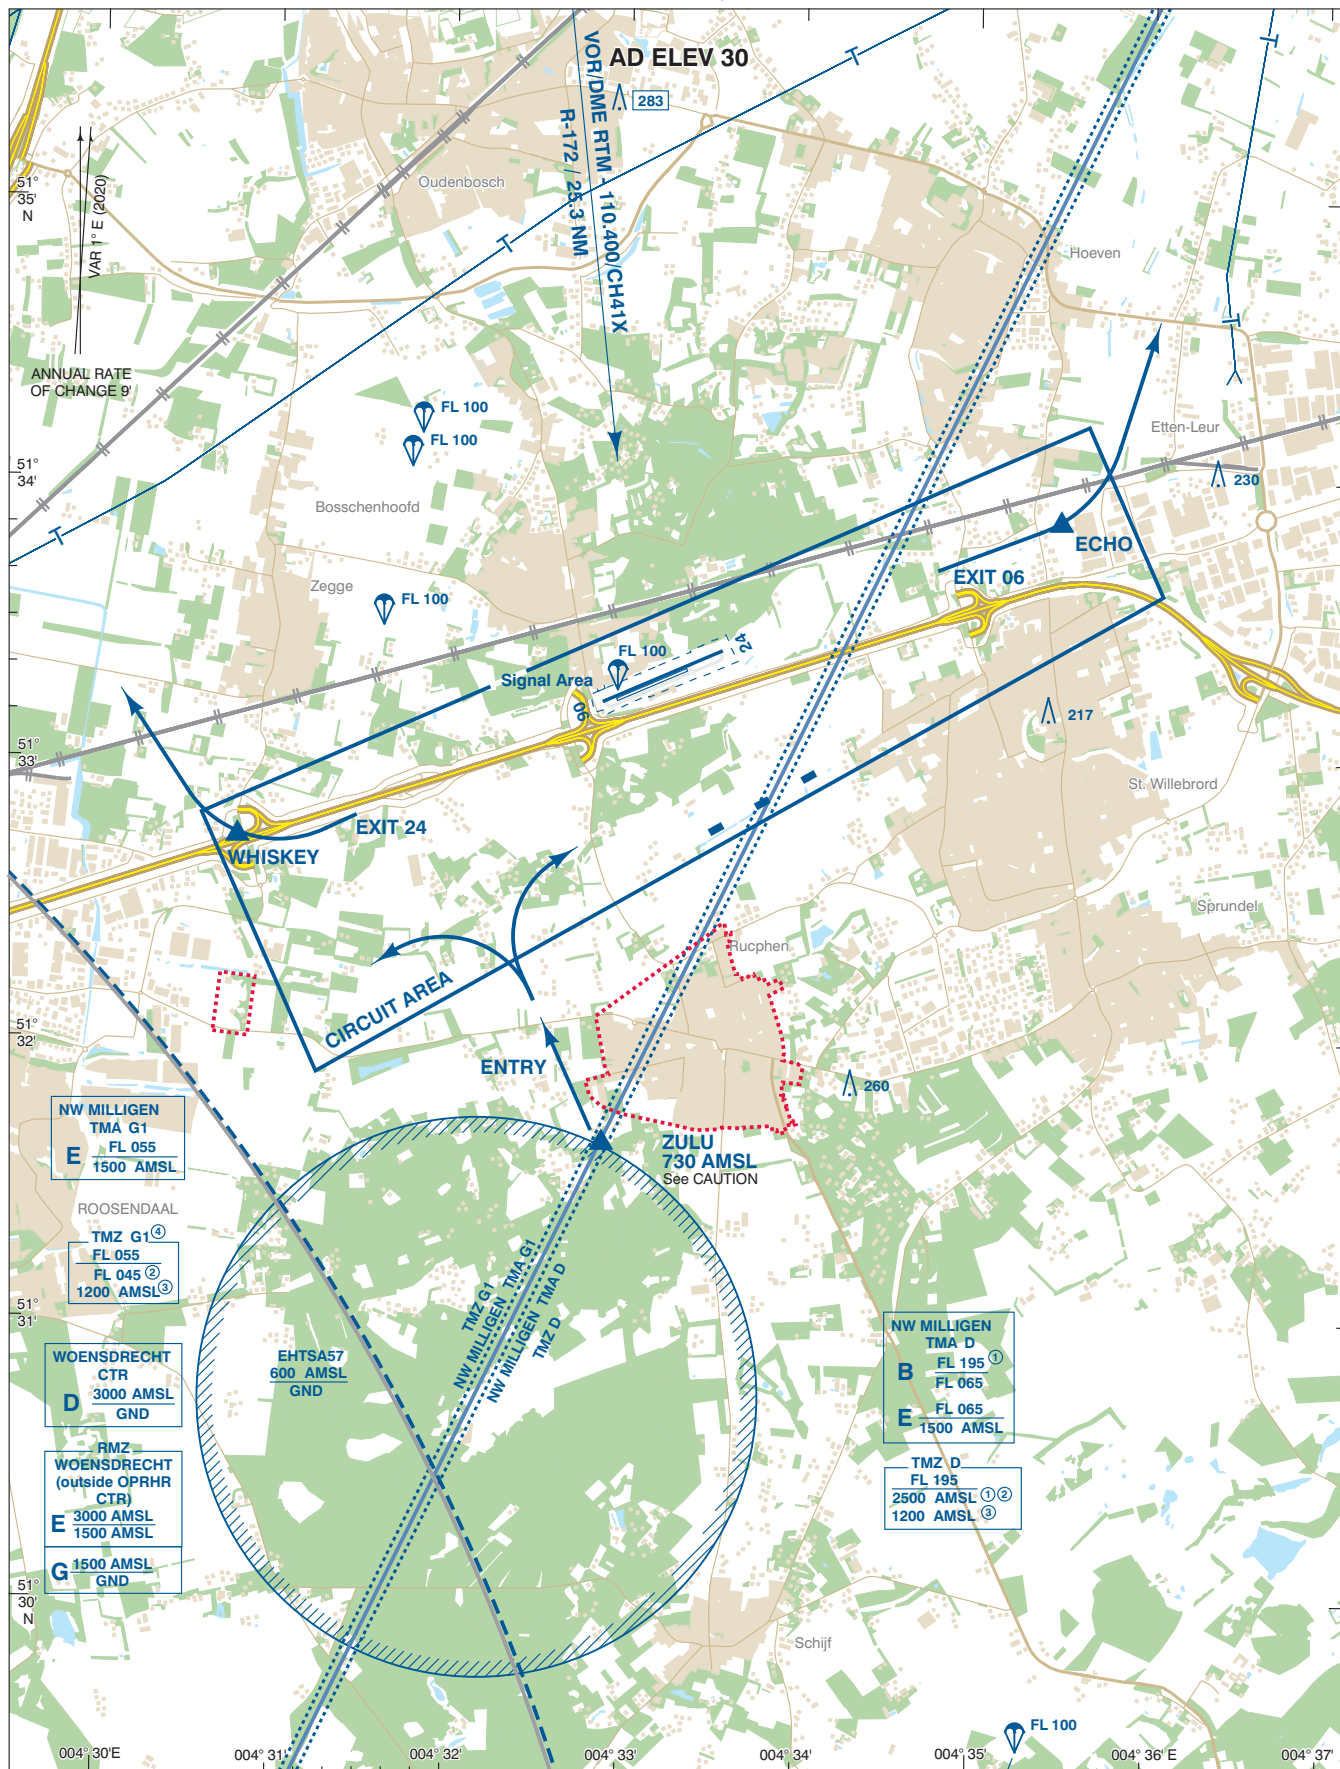 AD ELEV 30
283
VOR/DME RTM - 110.400/CH41X
R-172 / 25.3 NM
Oudenbosch
51°
35'
N
VAR 1° E (2020)
ANNUAL RATE
OF CHANGE 9'
Hoeven
FL 100
FL 100
Etten-Leur
51°
34'
230
Bosschenhoofd
ECHO
EXIT 06
Zegge
FL 100
24
FL 100
Signal Area
06
217
51°
33'
St. Willebrord
EXIT 24
WHISKEY
Sprundel
Rucphen
CIRCUIT AREA
51°
32'
ENTRY
260
NW MILLIGEN
TMA G1
E FL 055
1500 AMSL
ZULU
730 AMSL
See CAUTION
ROOSENDAAL
TMZ G1 ④
FL 055
FL 045 ②
1200 AMSL ③
TMZ G1
NW MILLIGEN TMA G1
NW MILLIGEN TMA D
TMZ D
51°
31'
NW MILLIGEN
TMA D
B FL 195 ①
FL 065
E FL 065
1500 AMSL
WOENSDRECHT
CTR
D 3000 AMSL
GND
EHTSA57
600 AMSL
GND
RMZ
WOENSDRECHT
(outside OPRHR
CTR)
E 3000 AMSL
1500 AMSL
G 1500 AMSL
GND
TMZ D
FL 195
2500 AMSL ①②
1200 AMSL ③
51°
30'
N
Schijf
FL 100
004° 30'E
004° 31'
004° 32'
004° 33'
004° 34'
004° 35'
004° 36' E
004° 37'